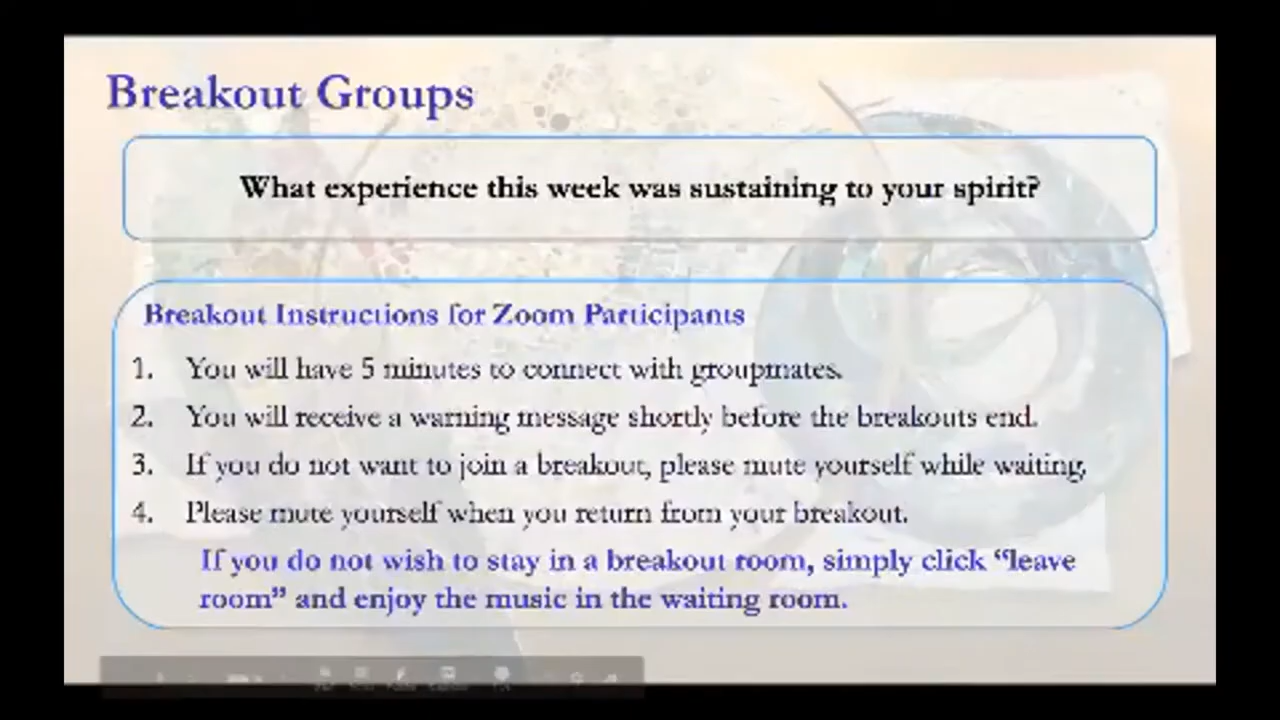 Breakout Groups
What experience this week was sustaining to your spirit?
Breakout Instructions for Zoom Participants
1. You will have 5 minutes to connect with groupmates.
2. You will receive a warning message shortly before the breakouts end.
3. If you do not want to join a breakout, please mute yourself while waiting.
4. Please mute yourself when you return from your breakout.
If you do not wish to stay in a breakout room, simply click “leave
room” and enjoy the music in the waiting room.